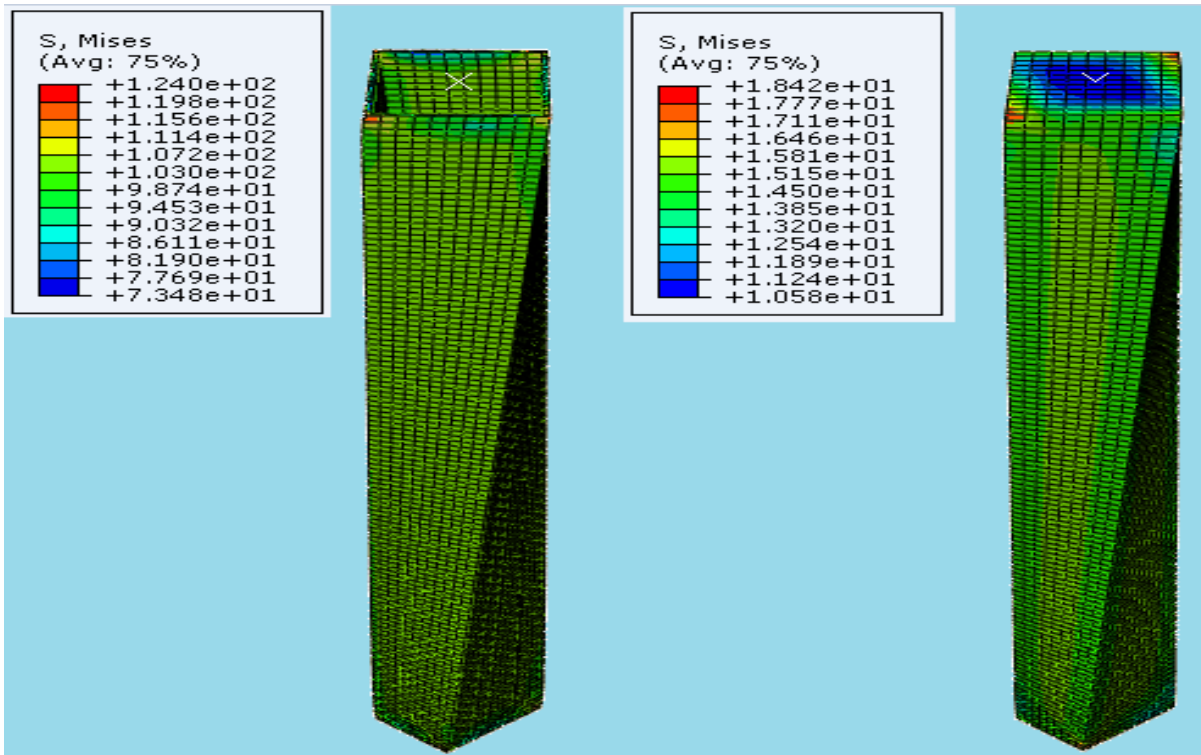 S, Mises
(Avg: 75%)
+1.240e+02
+1.198e+02
+1.156e+02
+1.114e+02
+1.072e+02
+1.030e+02
+9.874e+01
+9.453e+01
+9.032e+01
+8.611e+01
+8.190e+01
+7.769e+01
+7.348e+01
S, Mises
(Avg: 75%)
+1.842e+01
+1.777e+01
+1.711e+01
+1.646e+01
+1.581e+01
+1.515e+01
+1.450e+01
+1.385e+01
+1.320e+01
+1.254e+01
+1.189e+01
+1.124e+01
+1.058e+01